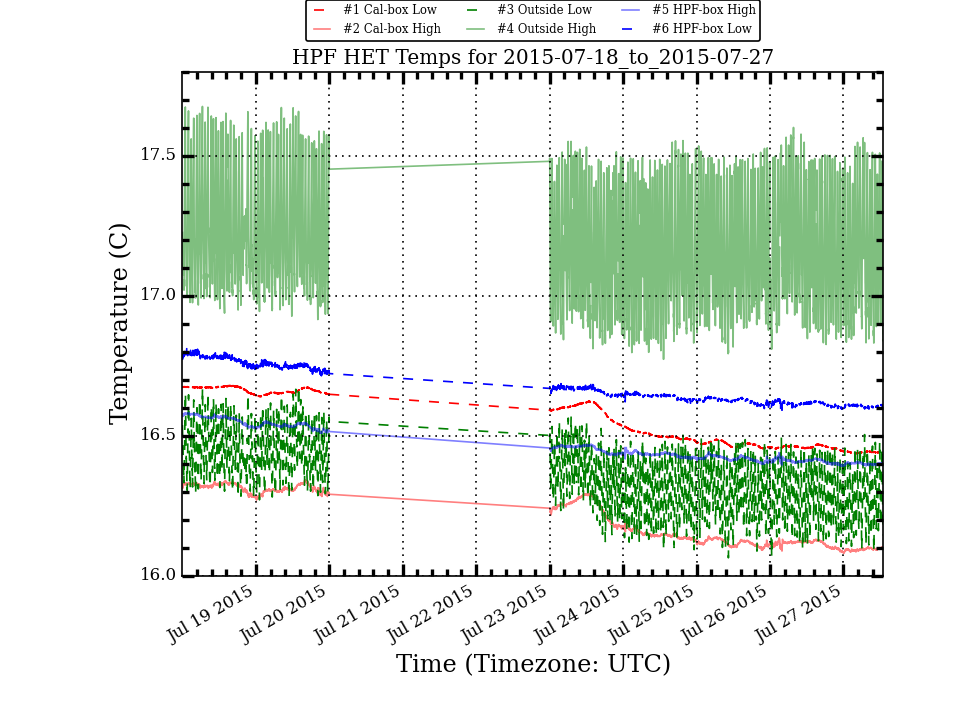 #1 Cal-box Low #3 Outside Low #5 HPF-box High
#2 Cal-box High #4 Outside High #6 HPF-box Low
HPF HET Temps for 2015-07-18_to_2015-07-27
17.5
17.0
16.5
16.0
Temperature (C)
Jul 19 2015
Jul 20 2015
Jul 21 2015
Jul 22 2015
Jul 23 2015
Jul 24 2015
Jul 25 2015
Jul 26 2015
Jul 27 2015
Time (Timezone: UTC)